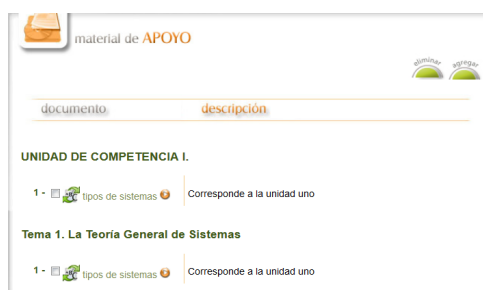 material de APOYO
eliminar agregar
documento descripción
UNIDAD DE COMPETENCIA I.
1 - tipos de sistemas Corresponde a la unidad uno
Tema 1. La Teoría General de Sistemas
1 - tipos de sistemas Corresponde a la unidad uno